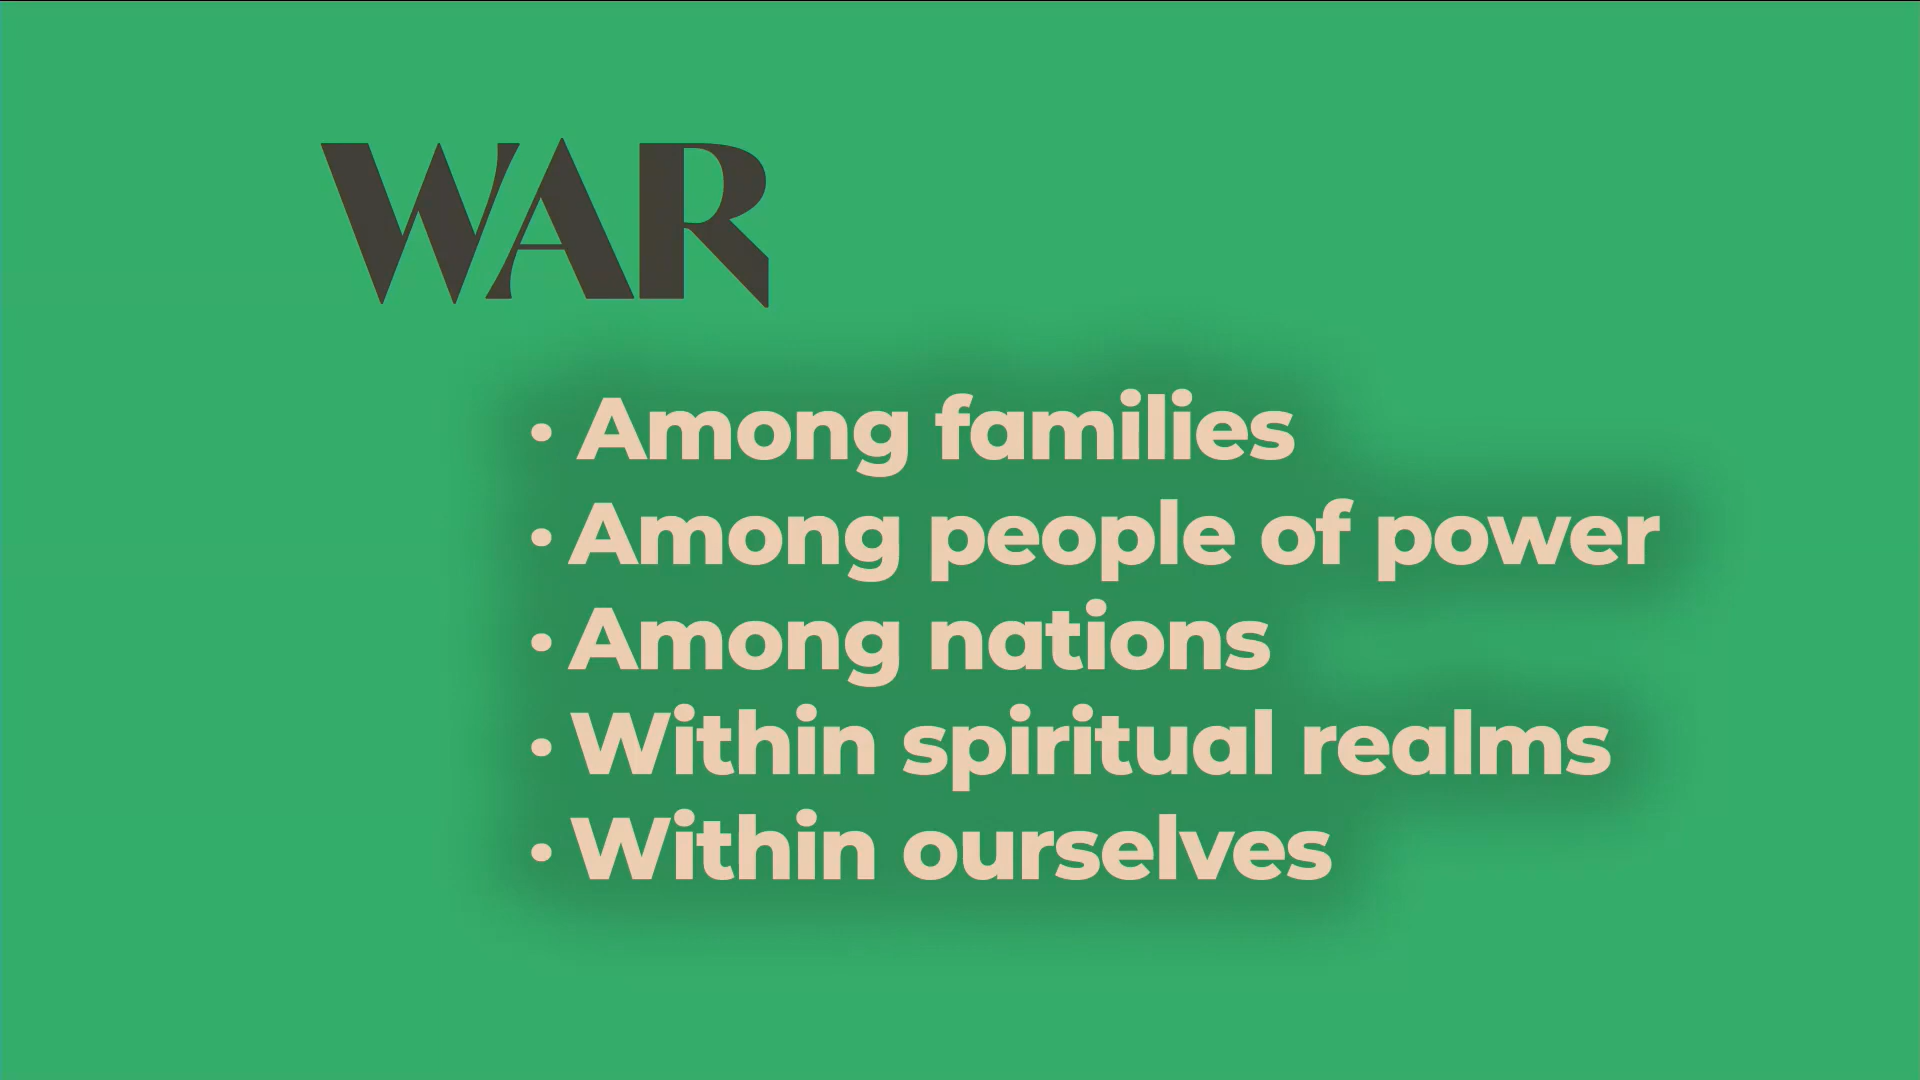 WAR
• Among families
• Among people of power
• Among nations
• Within spiritual realms
• Within ourselves